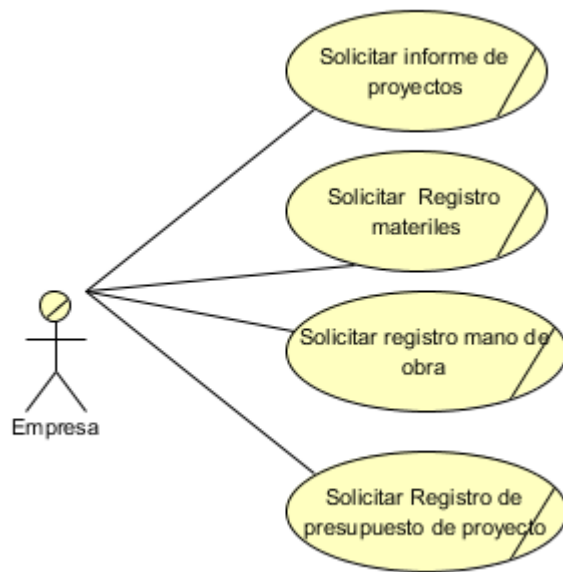 Solicitar informe de
proyectos
Solicitar Registro
materiles
Solicitar registro mano de
obra
Empresa
Solicitar Registro de
presupuesto de proyecto